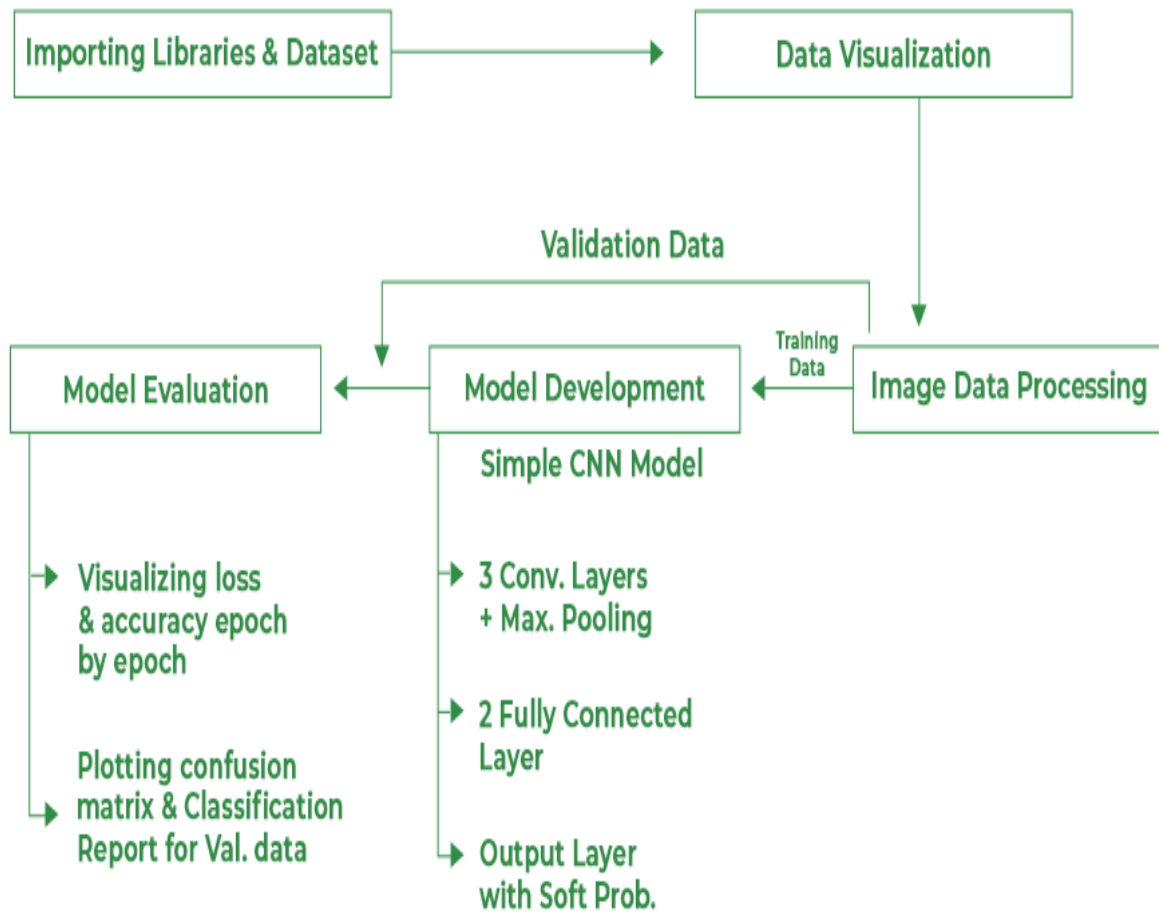 Importing Libraries & Dataset
Data Visualization
Validation Data
Training
Data
Model Evaluation
Model Development
Image Data Processing
Simple CNN Model
Visualizing loss
& accuracy epoch
by epoch
Plotting confusion
matrix & Classification
Report for Val. data
3 Conv. Layers
+ Max. Pooling
2 Fully Connected
Layer
Output Layer
with Soft Prob.